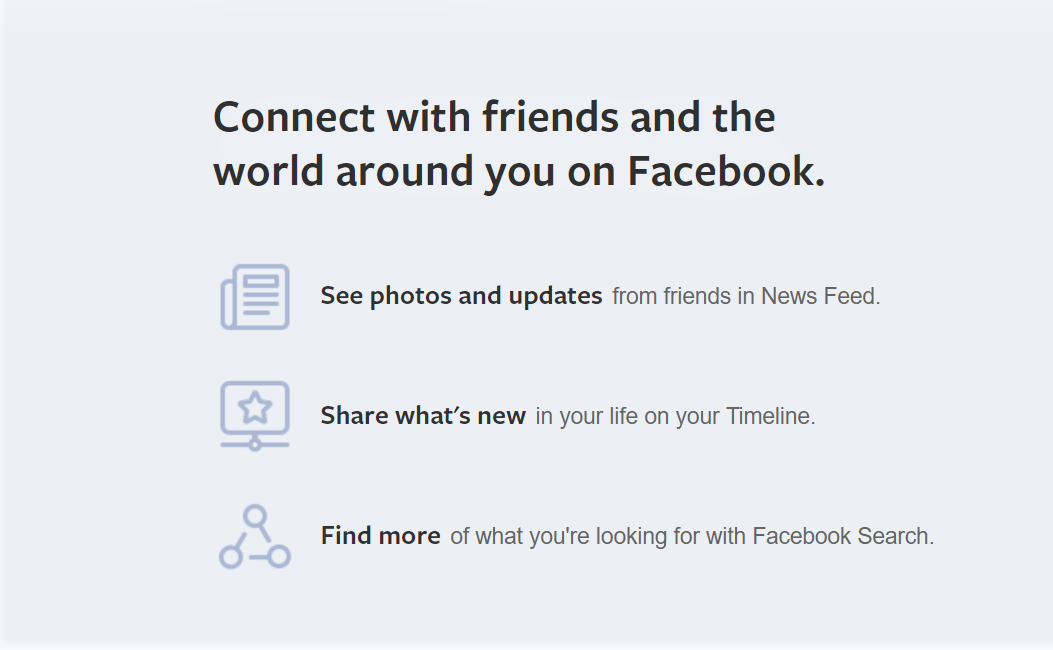 Connect with friends and the
world around you on Facebook.
See photos and updates from friends in News Feed.
Share what's new in your life on your Timeline.
Find more of what you're looking for with Facebook Search.